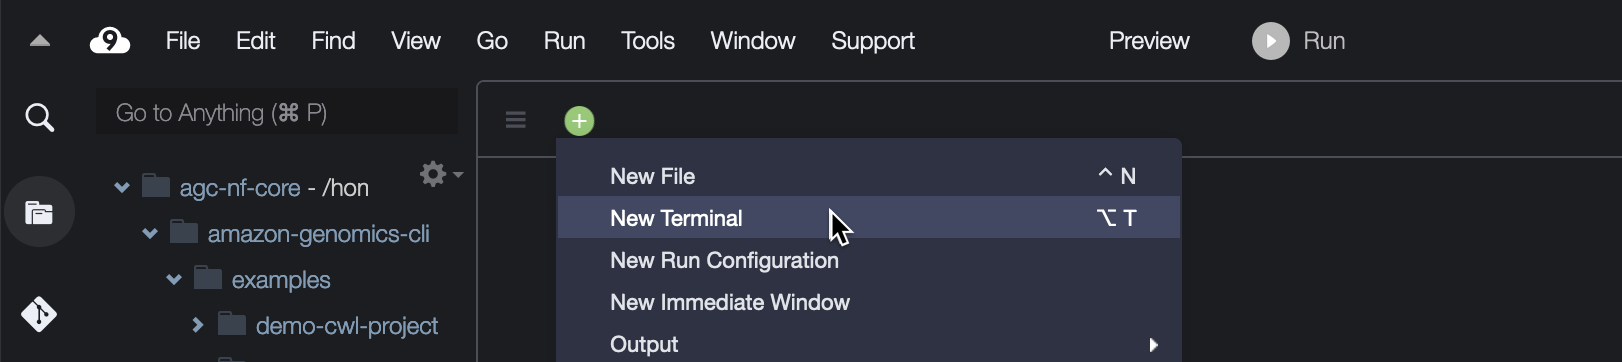 9 File Edit Find View Go Run Tools Window Support Preview Run
Go to Anything (⌘ P)
agc-nf-core - /hon
amazon-genomics-cli
examples
demo-cwl-project
New File ^ N
New Terminal ⌥ T
New Run Configuration
New Immediate Window
Output